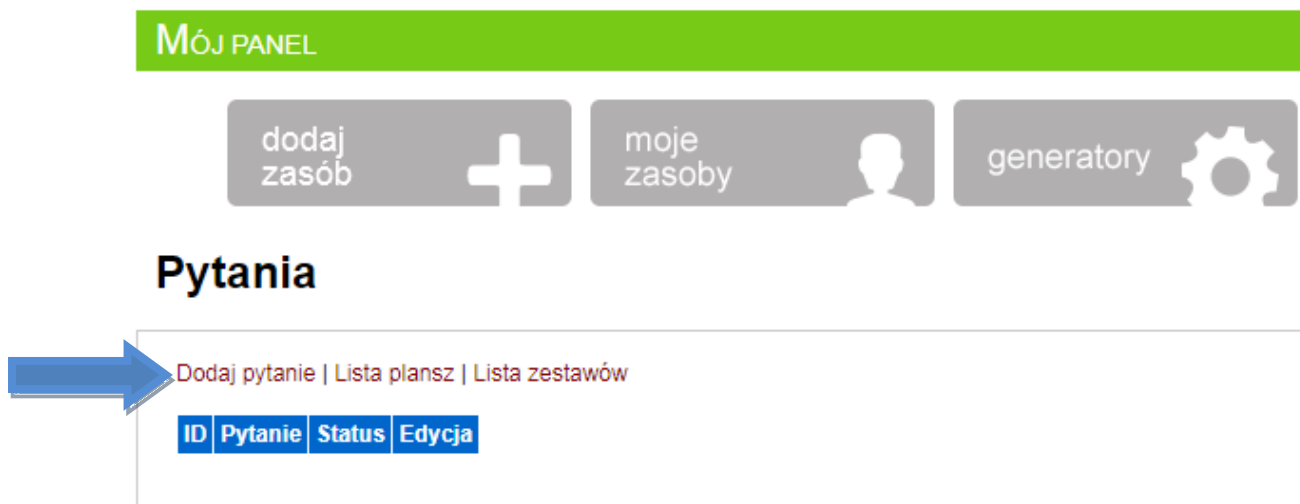 MÓJ PANEL
dodaj
zasób
moje
zasoby
generatory
Pytania
Dodaj pytanie | Lista plansz | Lista zestawów
ID Pytanie Status Edycja